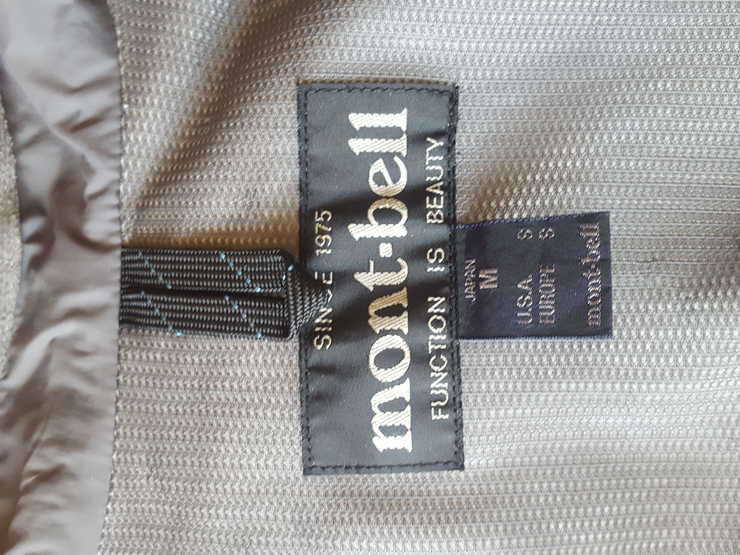 SINCE 1975
mont-bell
FUNCTION IS BEAUTY
JAPAN
M
U.S.A. S
EUROPE S
mont-bell